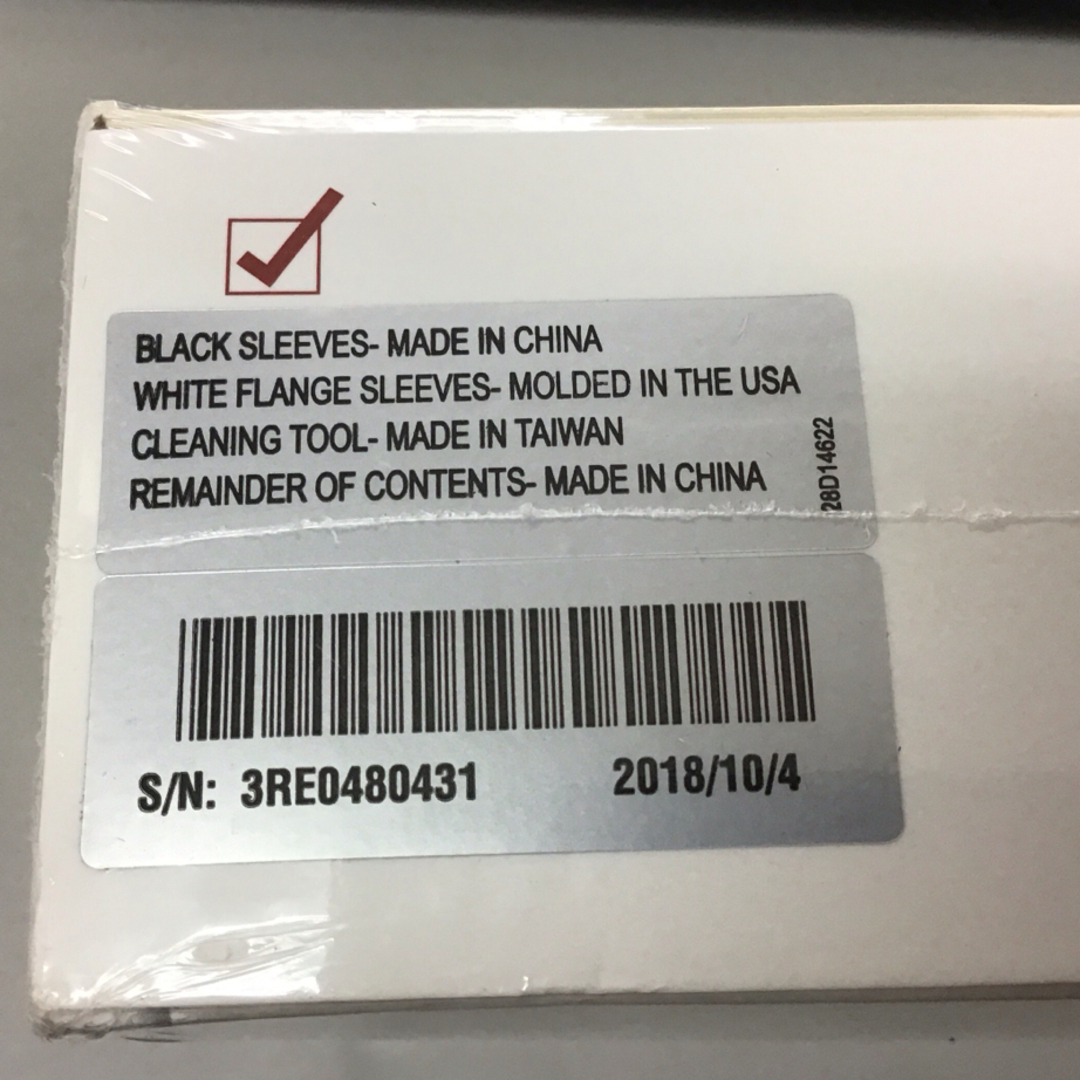 BLACK SLEEVES- MADE IN CHINA
WHITE FLANGE SLEEVES- MOLDED IN THE USA
CLEANING TOOL- MADE IN TAIWAN
REMAINDER OF CONTENTS- MADE IN CHINA
28D14622
S/N: 3RE0480431 2018/10/4